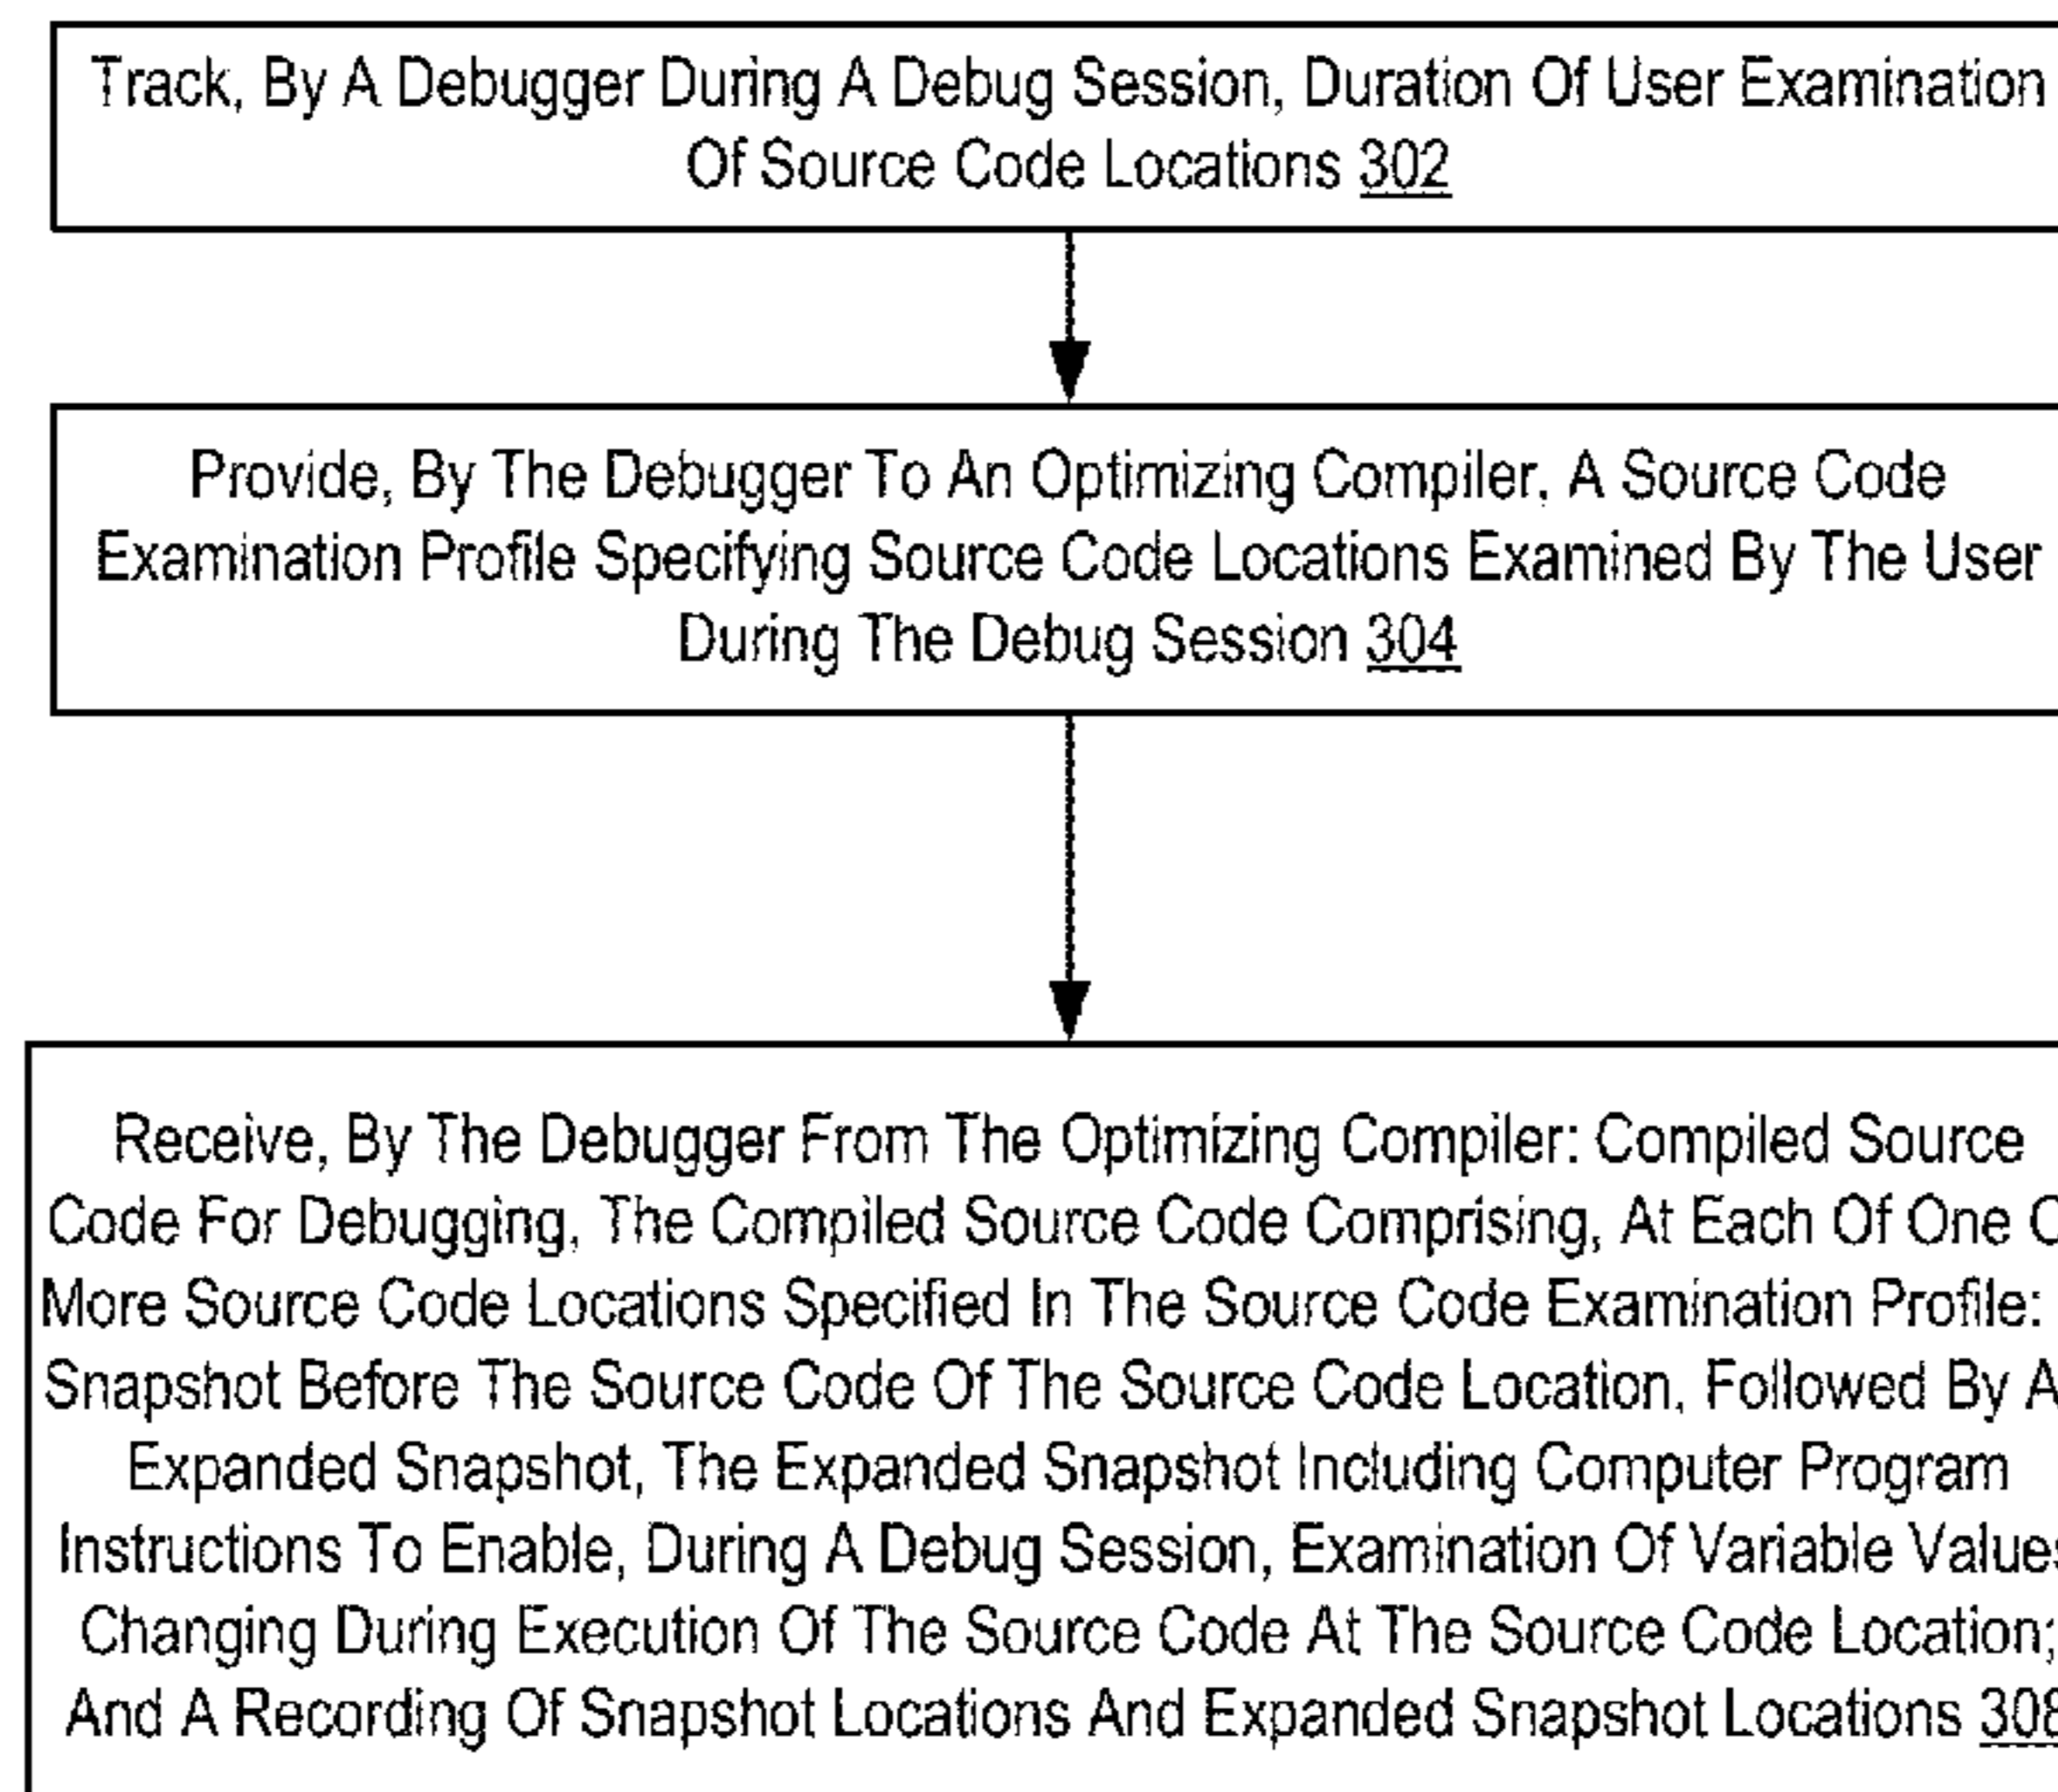 Track, By A Debugger During A Debug Session, Duration Of User Examination
Of Source Code Locations 302
Provide, By The Debugger To An Optimizing Compiler, A Source Code
Examination Profile Specifying Source Code Locations Examined By The User
During The Debug Session 304
Receive, By The Debugger From The Optimizing Compiler: Compiled Source
Code For Debugging, The Compiled Source Code Comprising, At Each Of One
More Source Code Locations Specified In The Source Code Examination Profile:
Snapshot Before The Source Code Of The Source Code Location, Followed By
Expanded Snapshot, The Expanded Snapshot Including Computer Program
Instructions To Enable, During A Debug Session, Examination Of Variable Values
Changing During Execution Of The Source Code At The Source Code Location;
And A Recording Of Snapshot Locations And Expanded Snapshot Locations 308